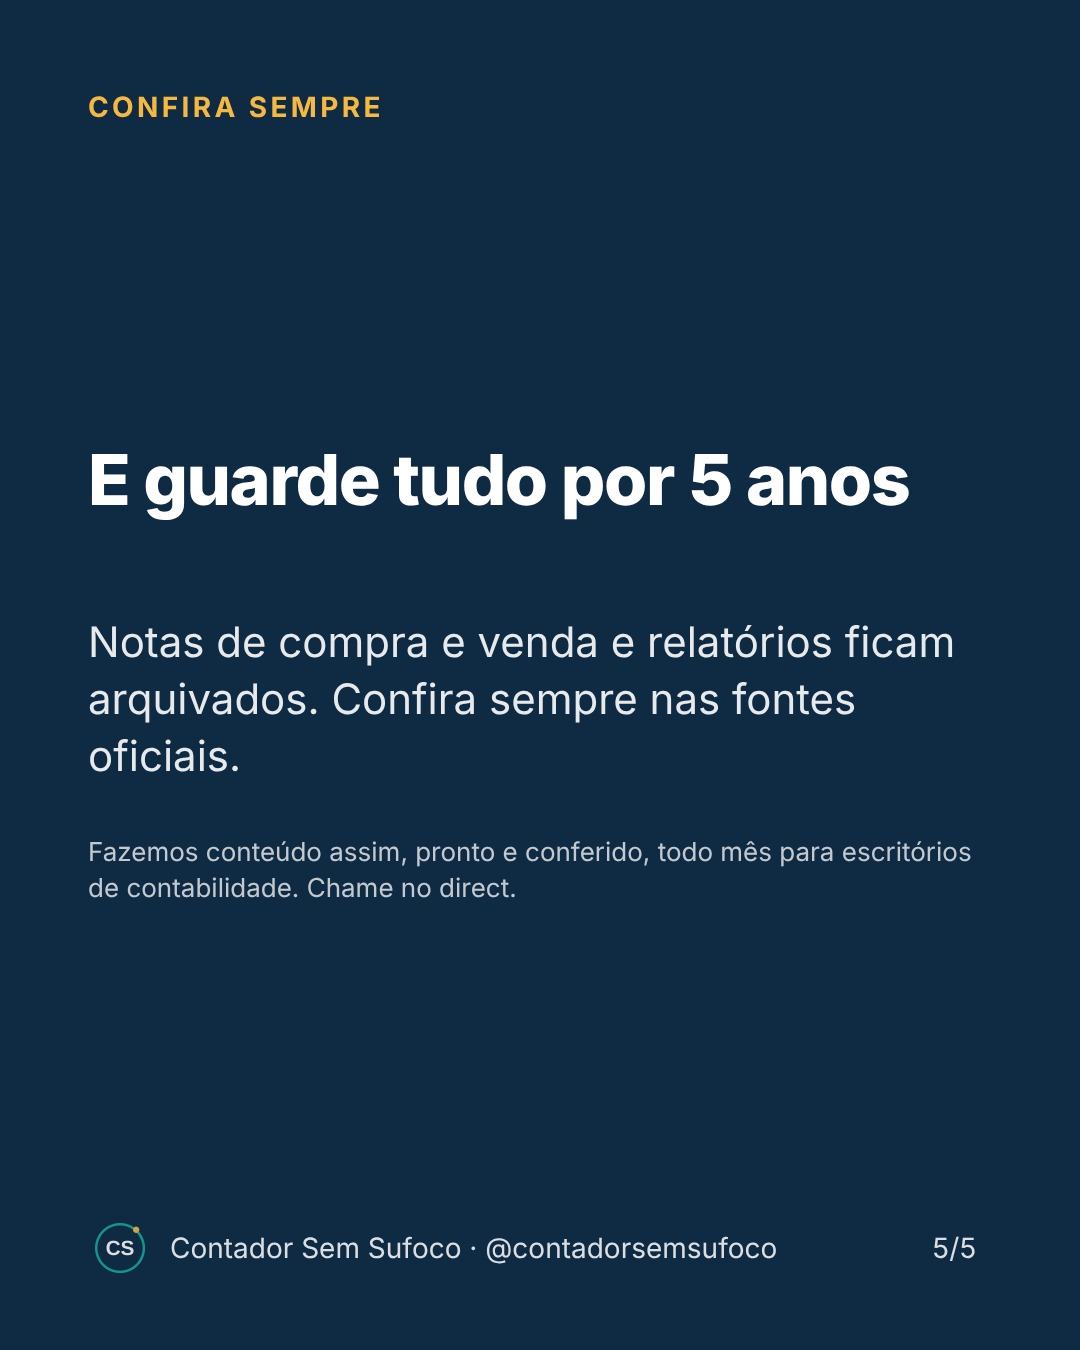 CONFIRA SEMPRE
E guarde tudo por 5 anos
Notas de compra e venda e relatórios ficam
arquivados. Confira sempre nas fontes
oficiais.
Fazemos conteúdo assim, pronto e conferido, todo mês para escritórios
de contabilidade. Chame no direct.
CS Contador Sem Sufoco · @contadorsemsufoco 5/5